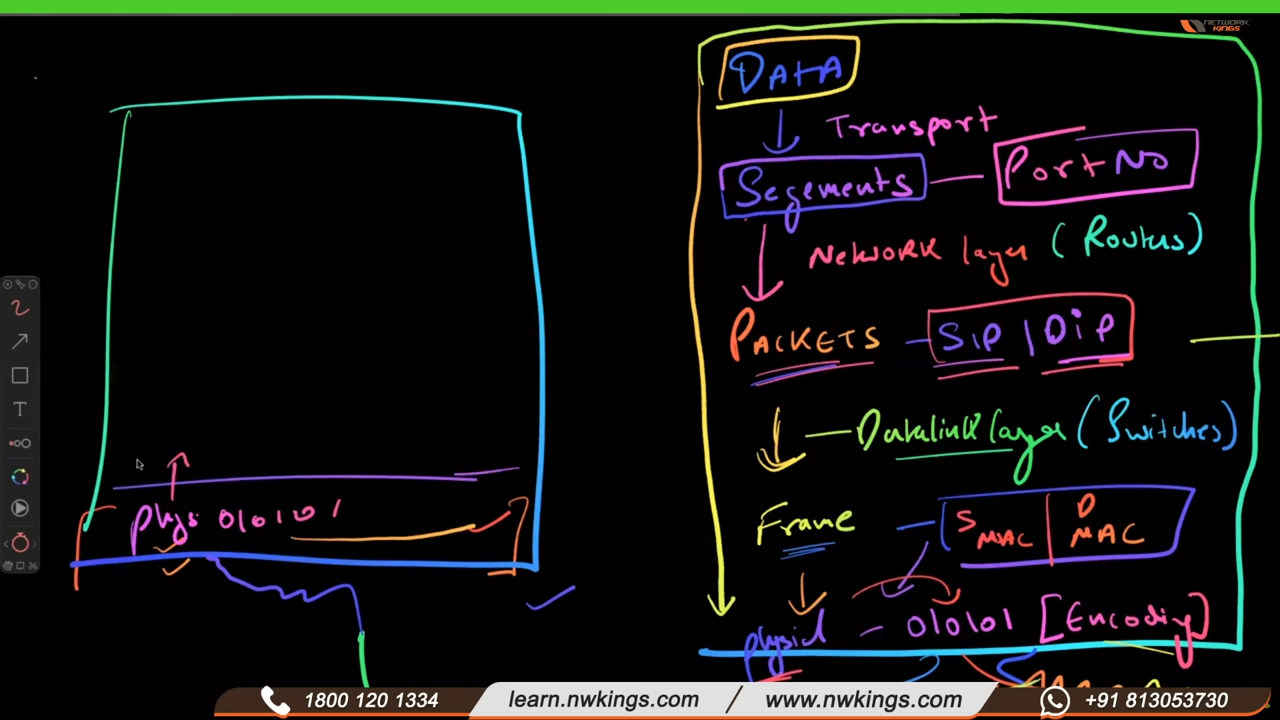 NETWORK
KINGS
DATA
Transport
Segements
Port NO
Network layer (Routers)
PACKETS
SIP | DIP
Datalink layer (Switches)
Frame
S MAC
D MAC
Phys 010101
010101 [Encoding]
1800 120 1334
learn.nwkings.com / www.nwkings.com
+91 813053730